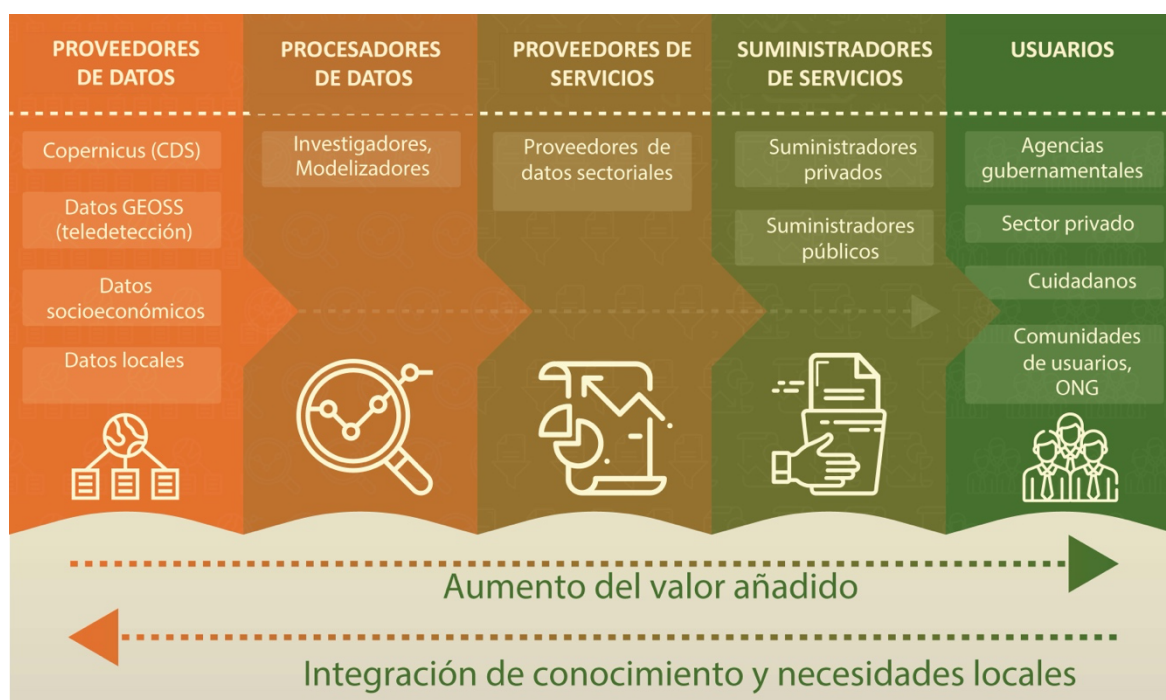 PROVEEDORES
DE DATOS
Copernicus (CDS)
Datos GEOSS
(teledetección)
Datos
socioeconómicos
Datos locales
PROCESADORES
DE DATOS
Investigadores,
Modelizadores
PROVEEDORES DE
SERVICIOS
Proveedores de
datos sectoriales
SUMINISTRADORES
DE SERVICIOS
Suministradores
privados
Suministradores
públicos
USUARIOS
Agencias
gubernamentales
Sector privado
Cuidadanos
Comunidades
de usuarios,
ONG
Aumento del valor añadido
Integración de conocimiento y necesidades locales